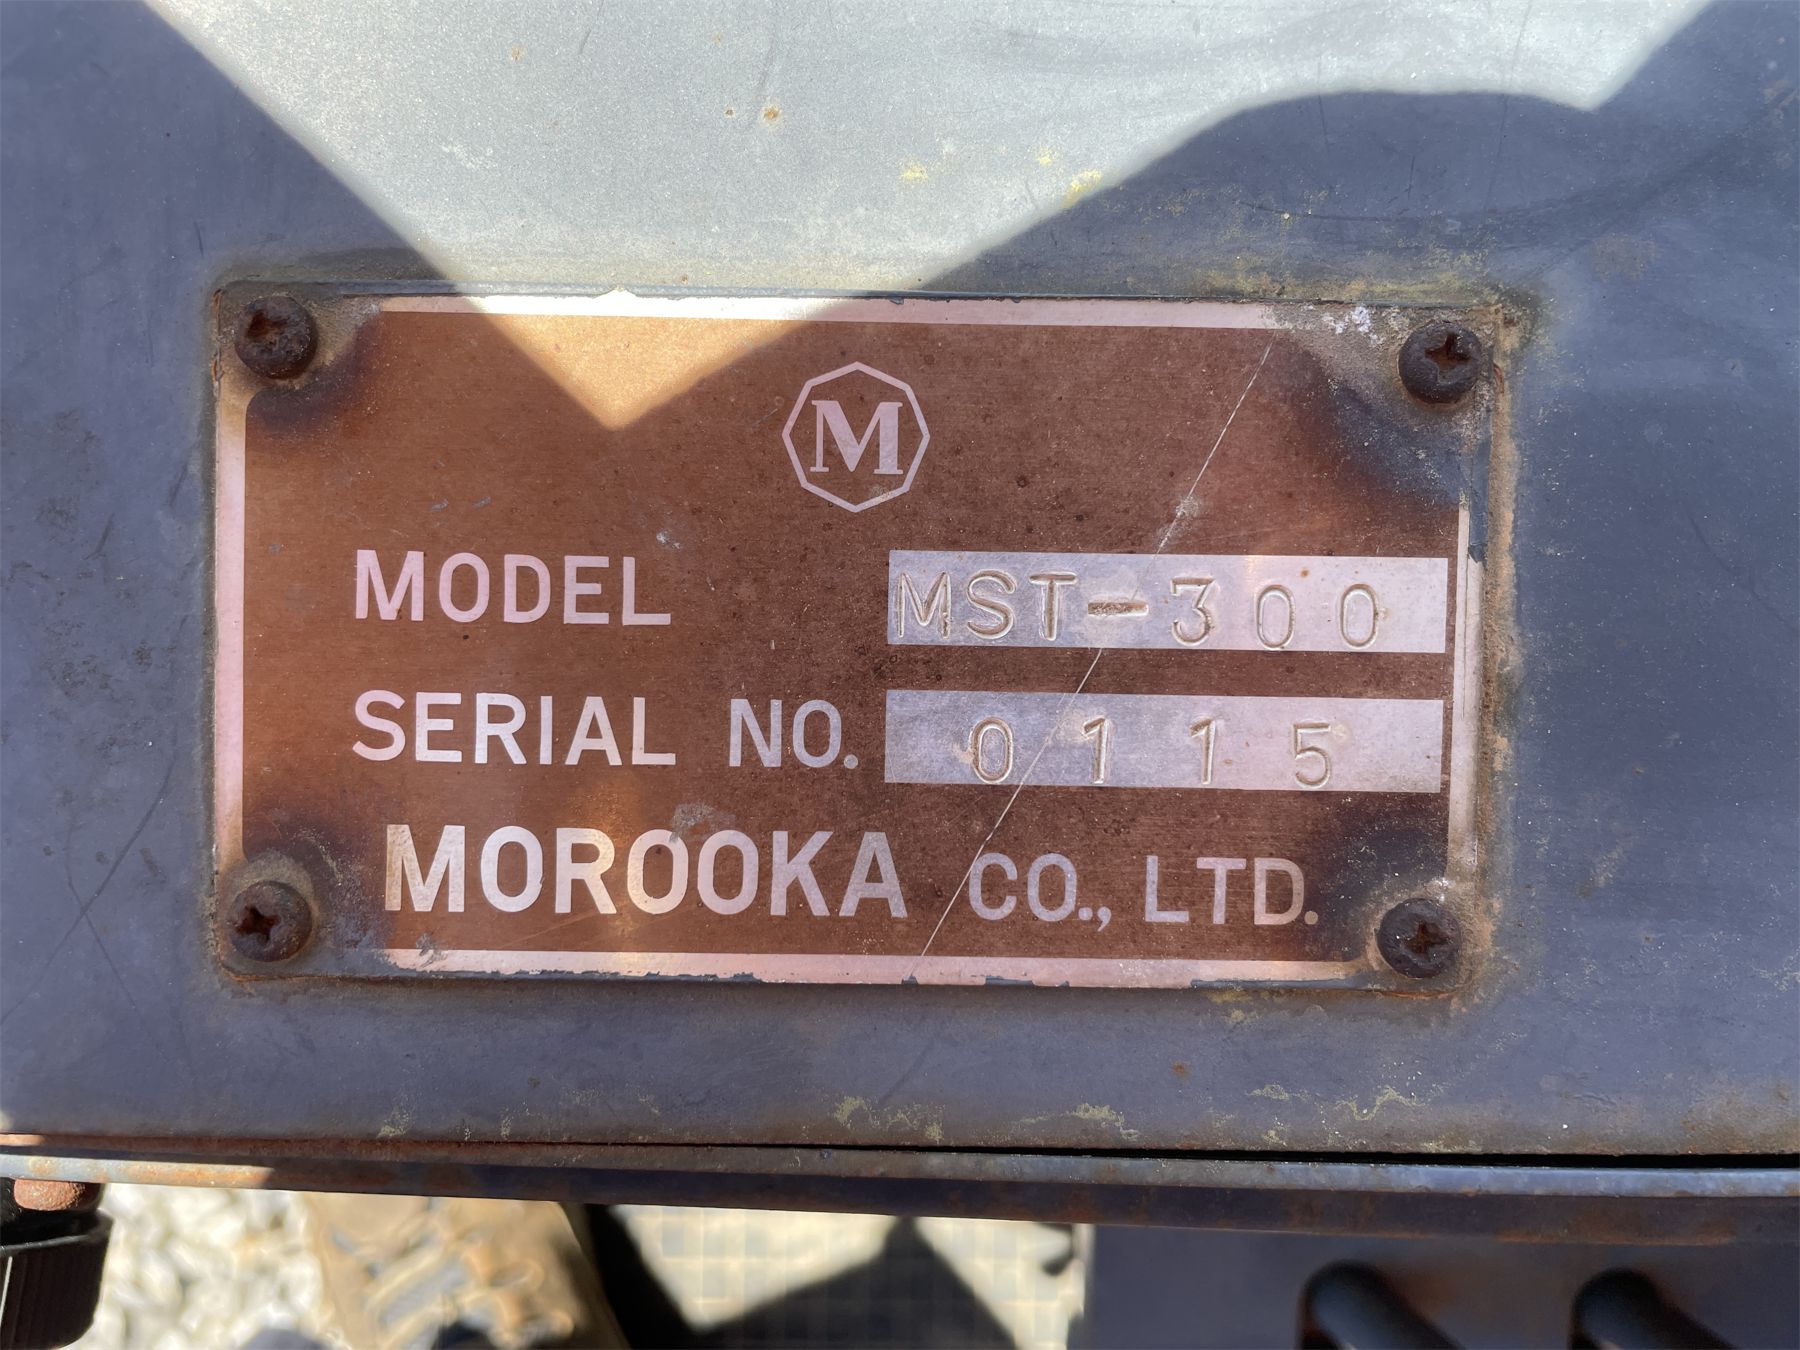 M
MODEL MST-300
SERIAL NO. 0115
MOROOKA CO., LTD.